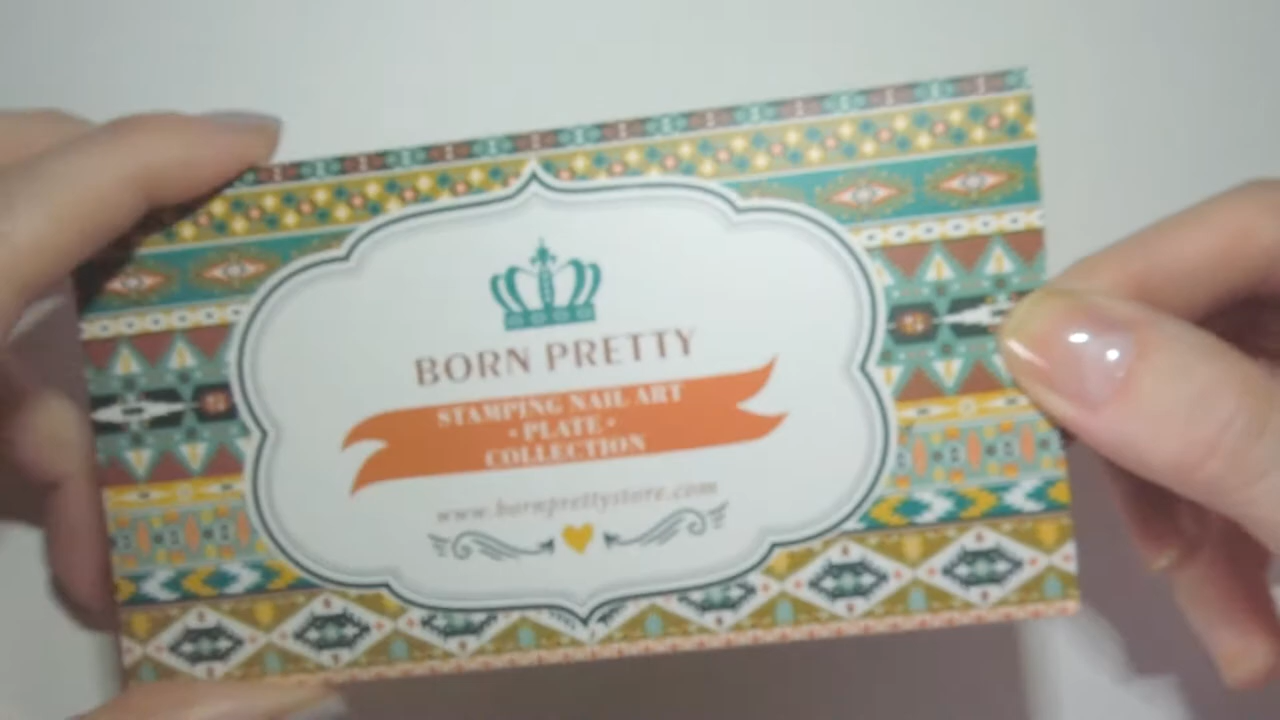 BORN PRETTY
STAMPING NAIL ART
• PLATE •
COLLECTION
www.bornprettystore.com